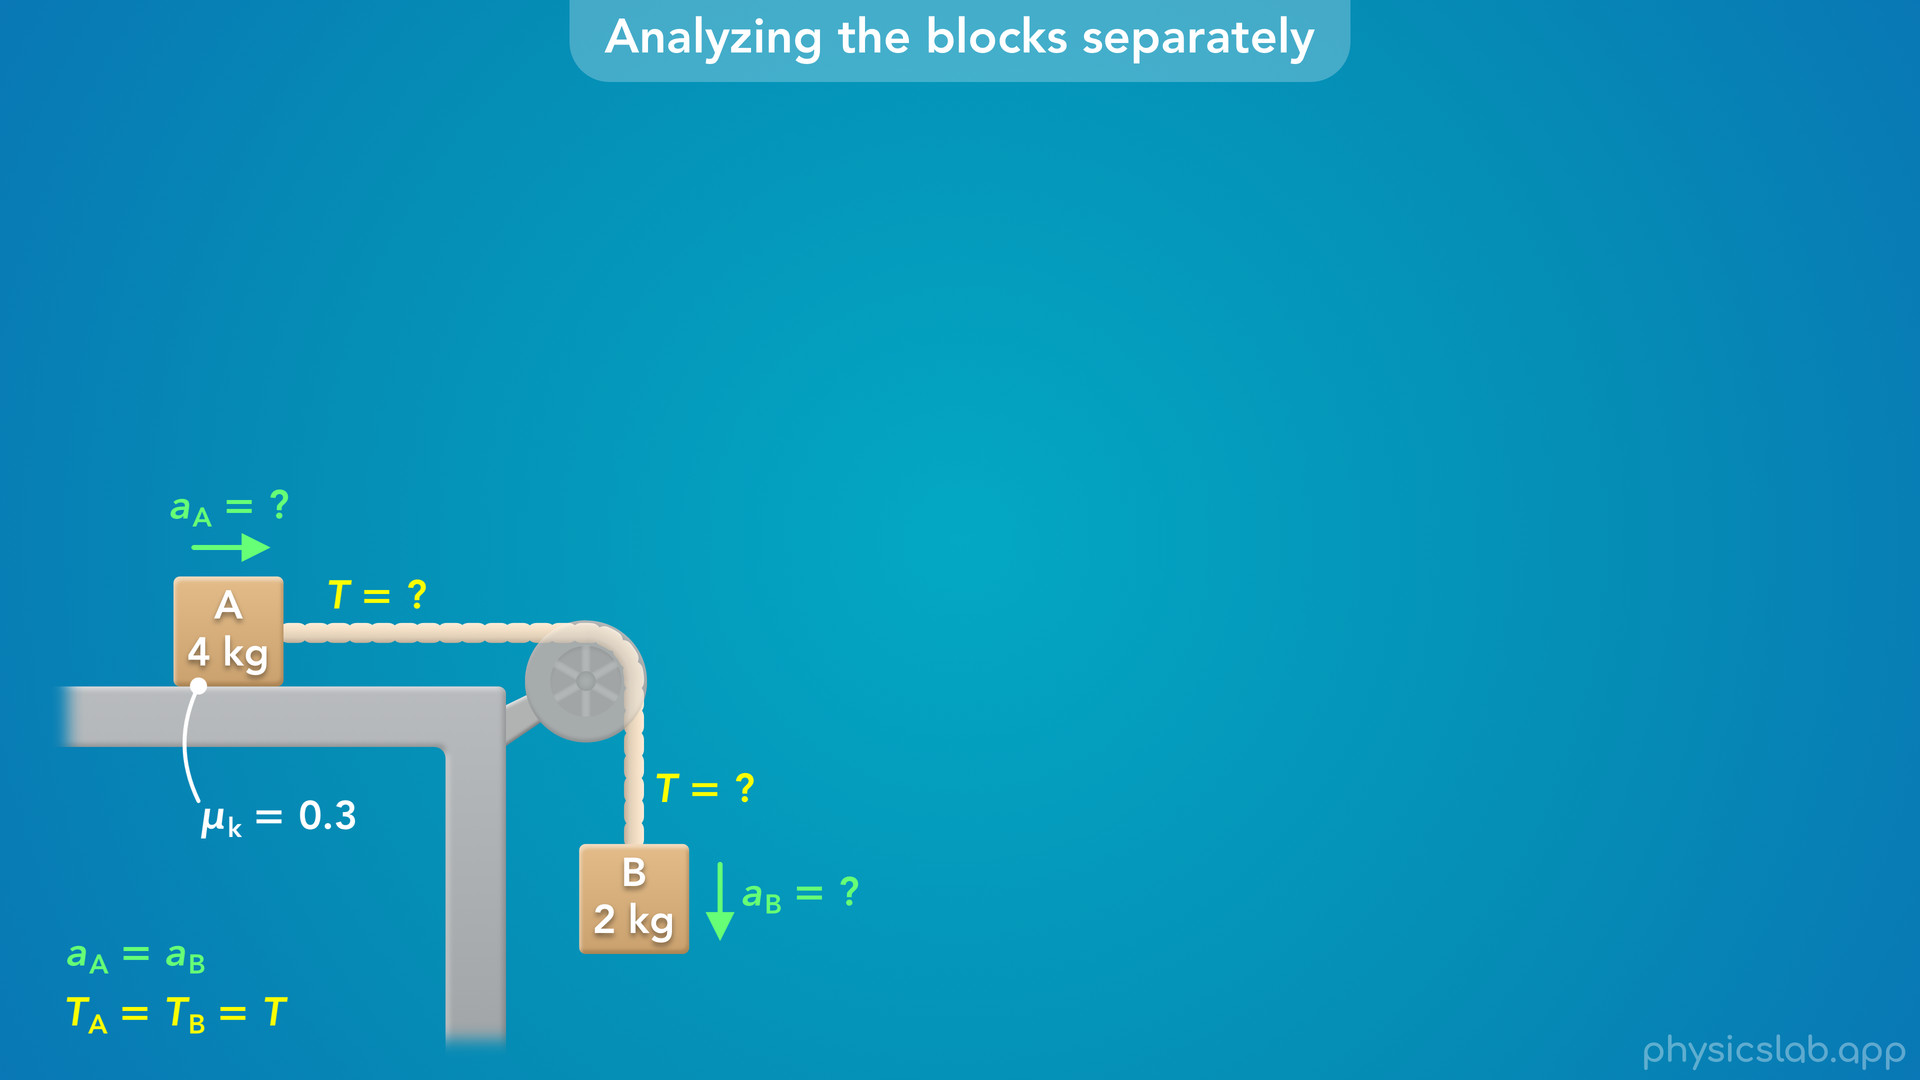 Analyzing the blocks separately
aA = ?
A
4 kg
T = ?
μk = 0.3
T = ?
B
2 kg
aB = ?
aA = aB
TA = TB = T
physicslab.app